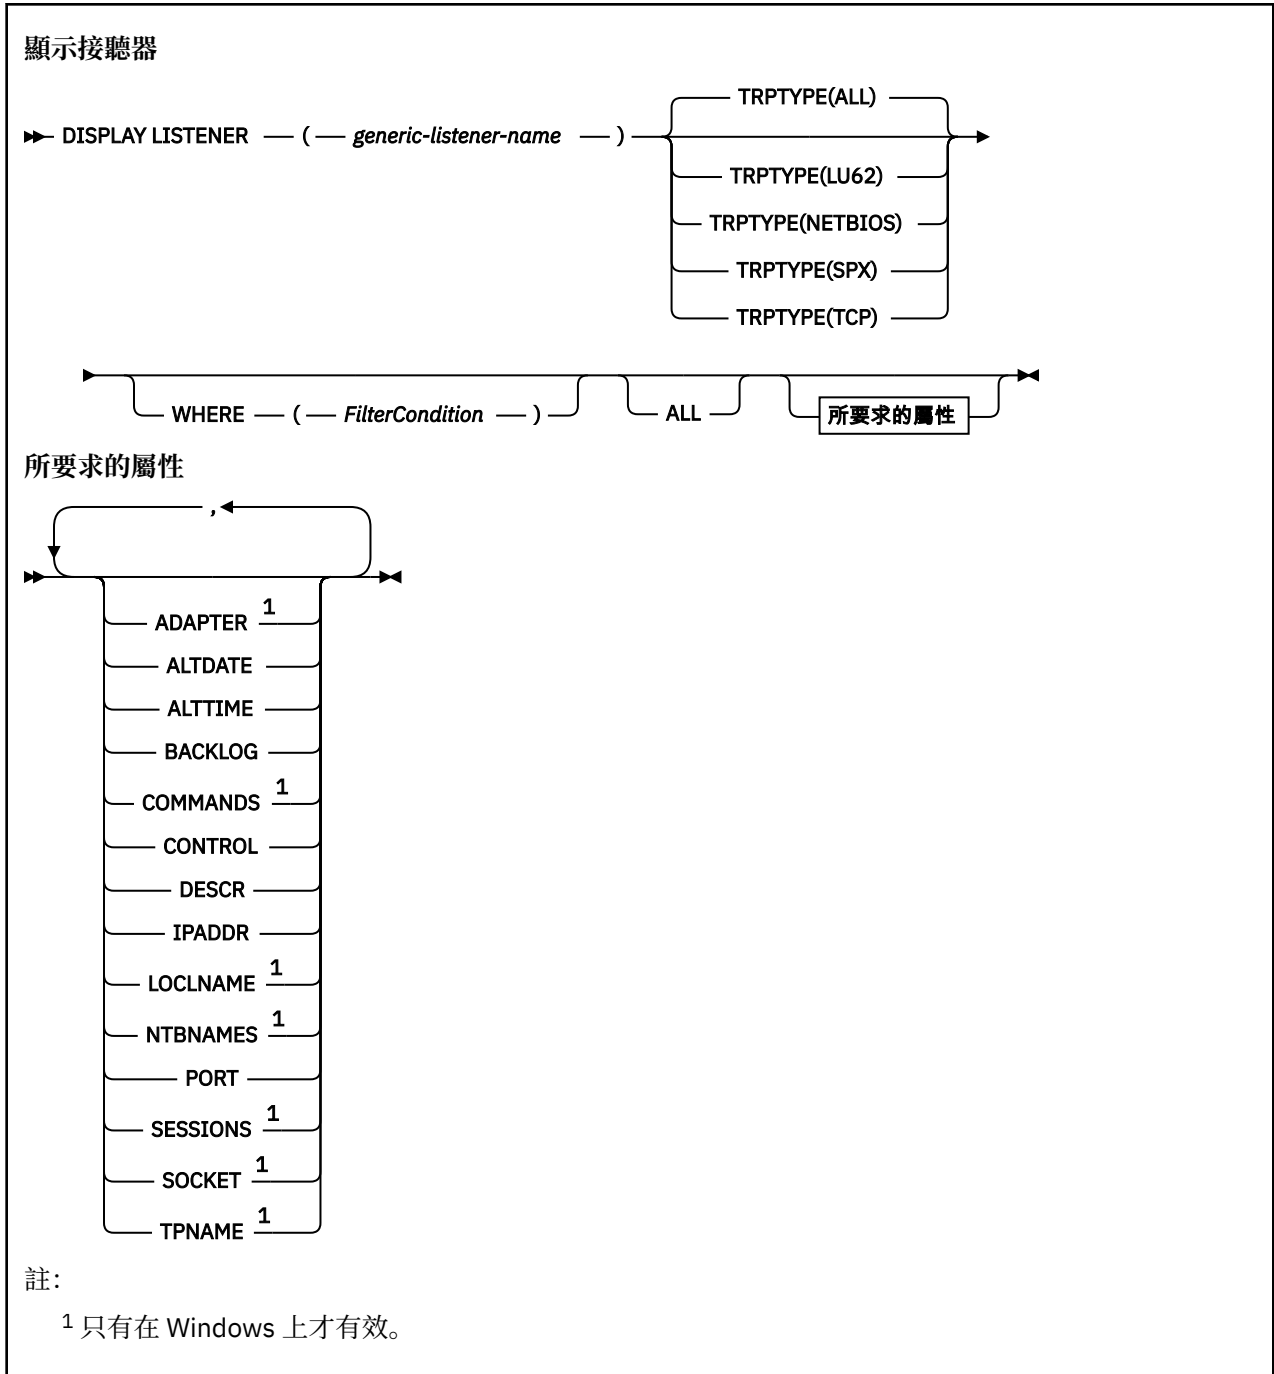 顯示接聽器
TRPTYPE(ALL)
DISPLAY LISTENER ( generic-listener-name )
TRPTYPE(LU62)
TRPTYPE(NETBIOS)
TRPTYPE(SPX)
TRPTYPE(TCP)
WHERE ( FilterCondition ) ALL 所要求的屬性
所要求的屬性
,
ADAPTER 1
ALTDATE
ALTTIME
BACKLOG
COMMANDS 1
CONTROL
DESCR
IPADDR
LOCLNAME 1
NTBNAMES 1
PORT
SESSIONS 1
SOCKET 1
TPNAME 1
註：
1 只有在 Windows 上才有效。